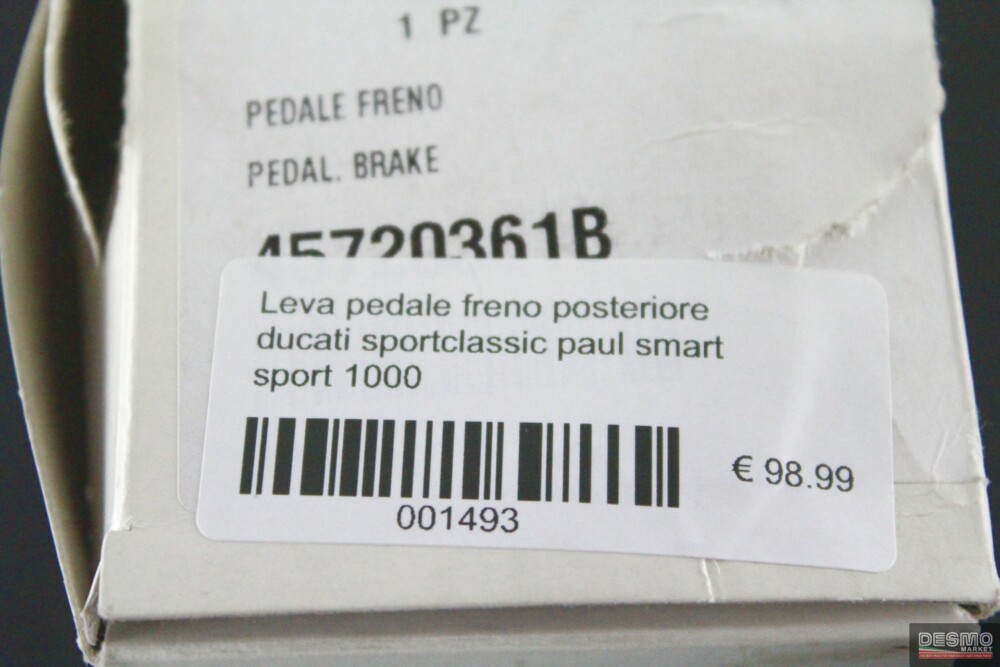 1 PZ
PEDALE FRENO
PEDAL. BRAKE
45720361B
Leva pedale freno posteriore
ducati sportclassic paul smart
sport 1000
€ 98.99
001493
DESMO
MARKET